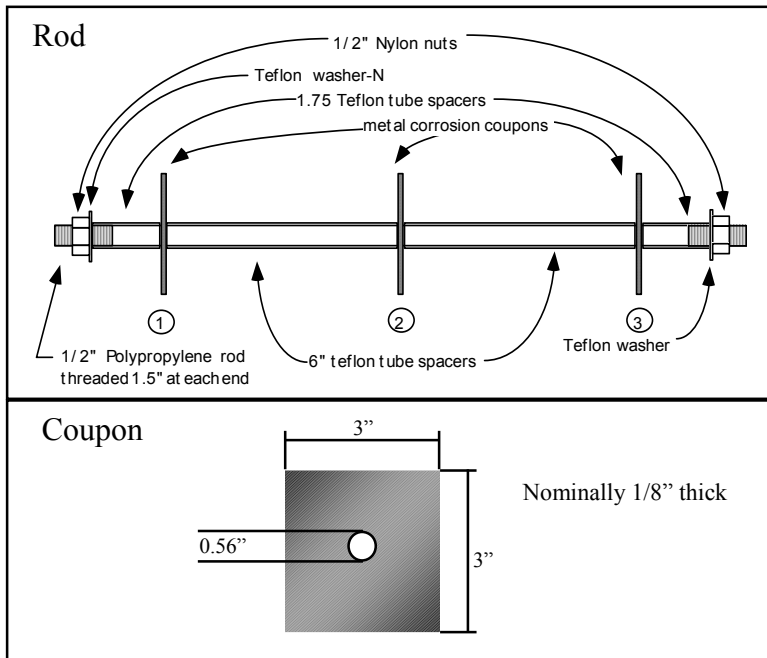 Rod
1/2" Nylon nuts
Teflon washer-N
1.75 Teflon tube spacers
metal corrosion coupons
1
2
3
1/2" Polypropylene rod
threaded 1.5" at each end
6" teflon tube spacers
Teflon washer
Coupon
3”
Nominally 1/8” thick
0.56”
3”